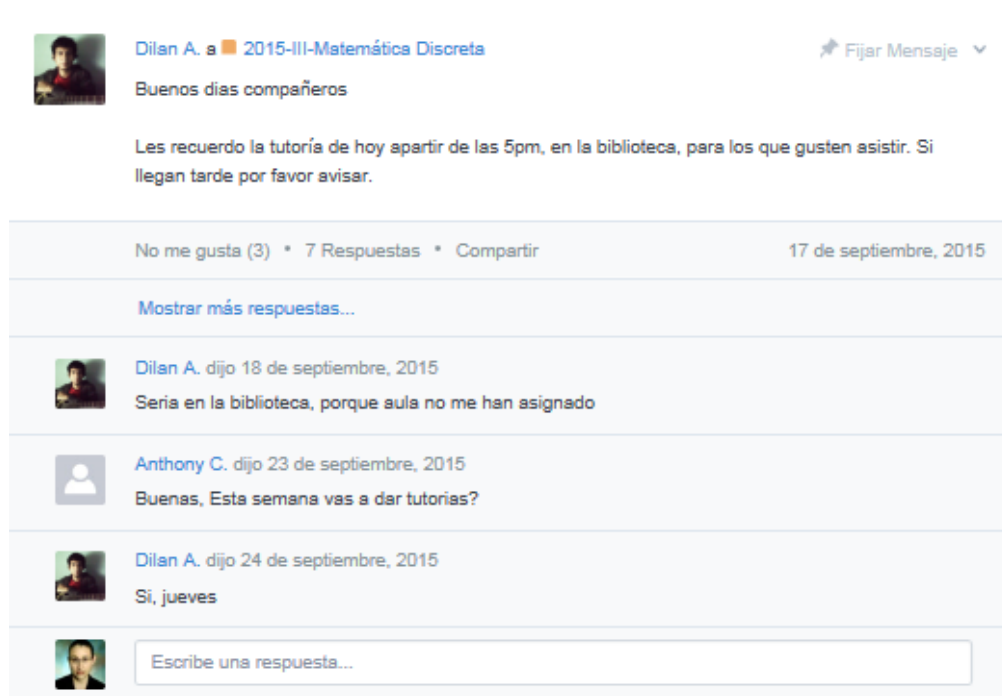 Dilan A. a 2015-III-Matemática Discreta
Fijar Mensaje
Buenos dias compañeros
Les recuerdo la tutoría de hoy apartir de las 5pm, en la biblioteca, para los que gusten asistir. Si
llegan tarde por favor avisar.
No me gusta (3) • 7 Respuestas • Compartir
17 de septiembre, 2015
Mostrar más respuestas...
Dilan A. dijo 18 de septiembre, 2015
Seria en la biblioteca, porque aula no me han asignado
Anthony C. dijo 23 de septiembre, 2015
Buenas, Esta semana vas a dar tutorias?
Dilan A. dijo 24 de septiembre, 2015
Si, jueves
Escribe una respuesta...